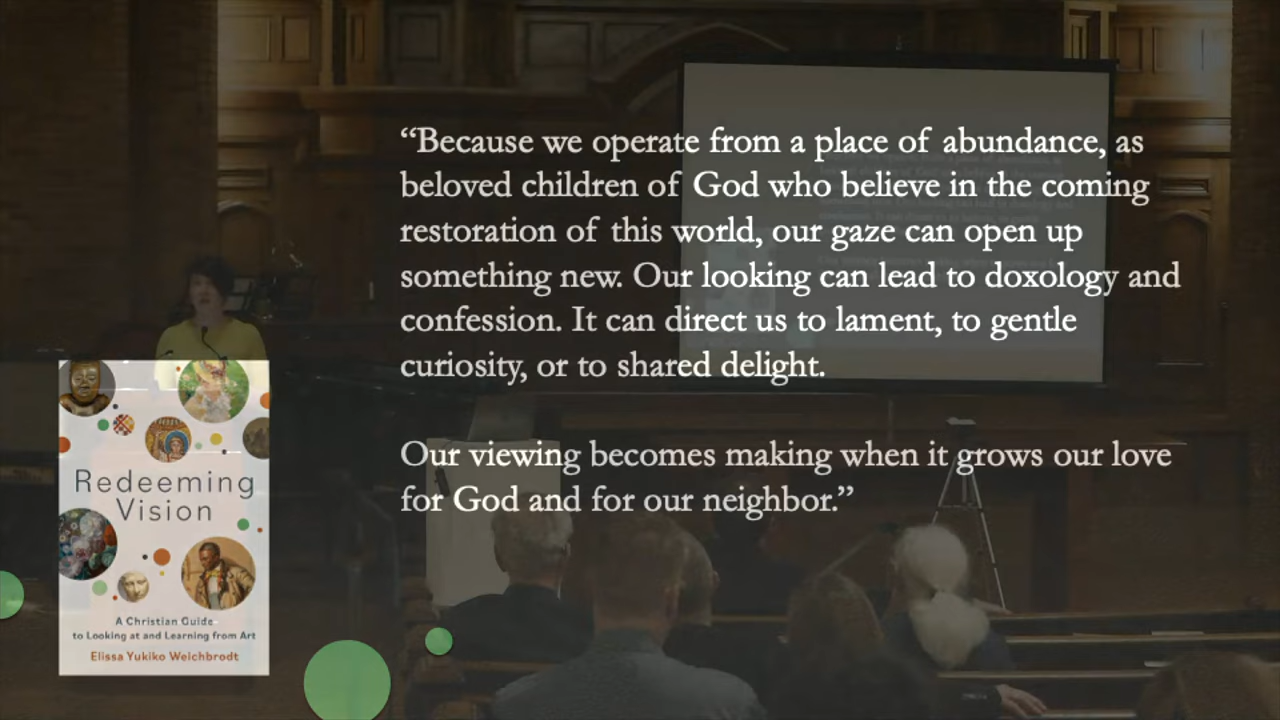 “Because we operate from a place of abundance, as
beloved children of God who believe in the coming
restoration of this world, our gaze can open up
something new. Our looking can lead to doxology and
confession. It can direct us to lament, to gentle
curiosity, or to shared delight.
Our viewing becomes making when it grows our love
for God and for our neighbor.”
Redeeming
Vision
A Christian Guide
to Looking at and Learning from Art
Elissa Yukiko Weichbrodt